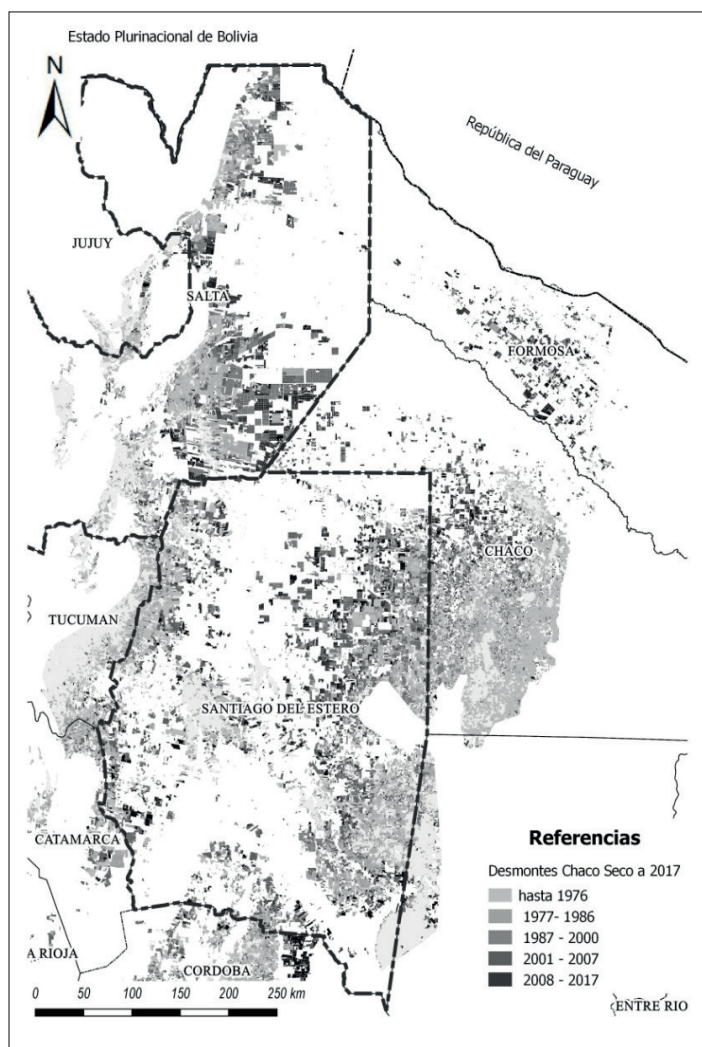 Estado Plurinacional de Bolivia
N
República del Paraguay
JUJUY
SALTA
FORMOSA
CHACO
TUCUMAN
SANTIAGO DEL ESTERO
CATAMARCA
A RIOJA
CORDOBA
Referencias
Desmontes Chaco Seco a 2017
hasta 1976
1977- 1986
1987 - 2000
2001 - 2007
2008 - 2017
ENTRE RIO
0 50 100 150 200 250 km